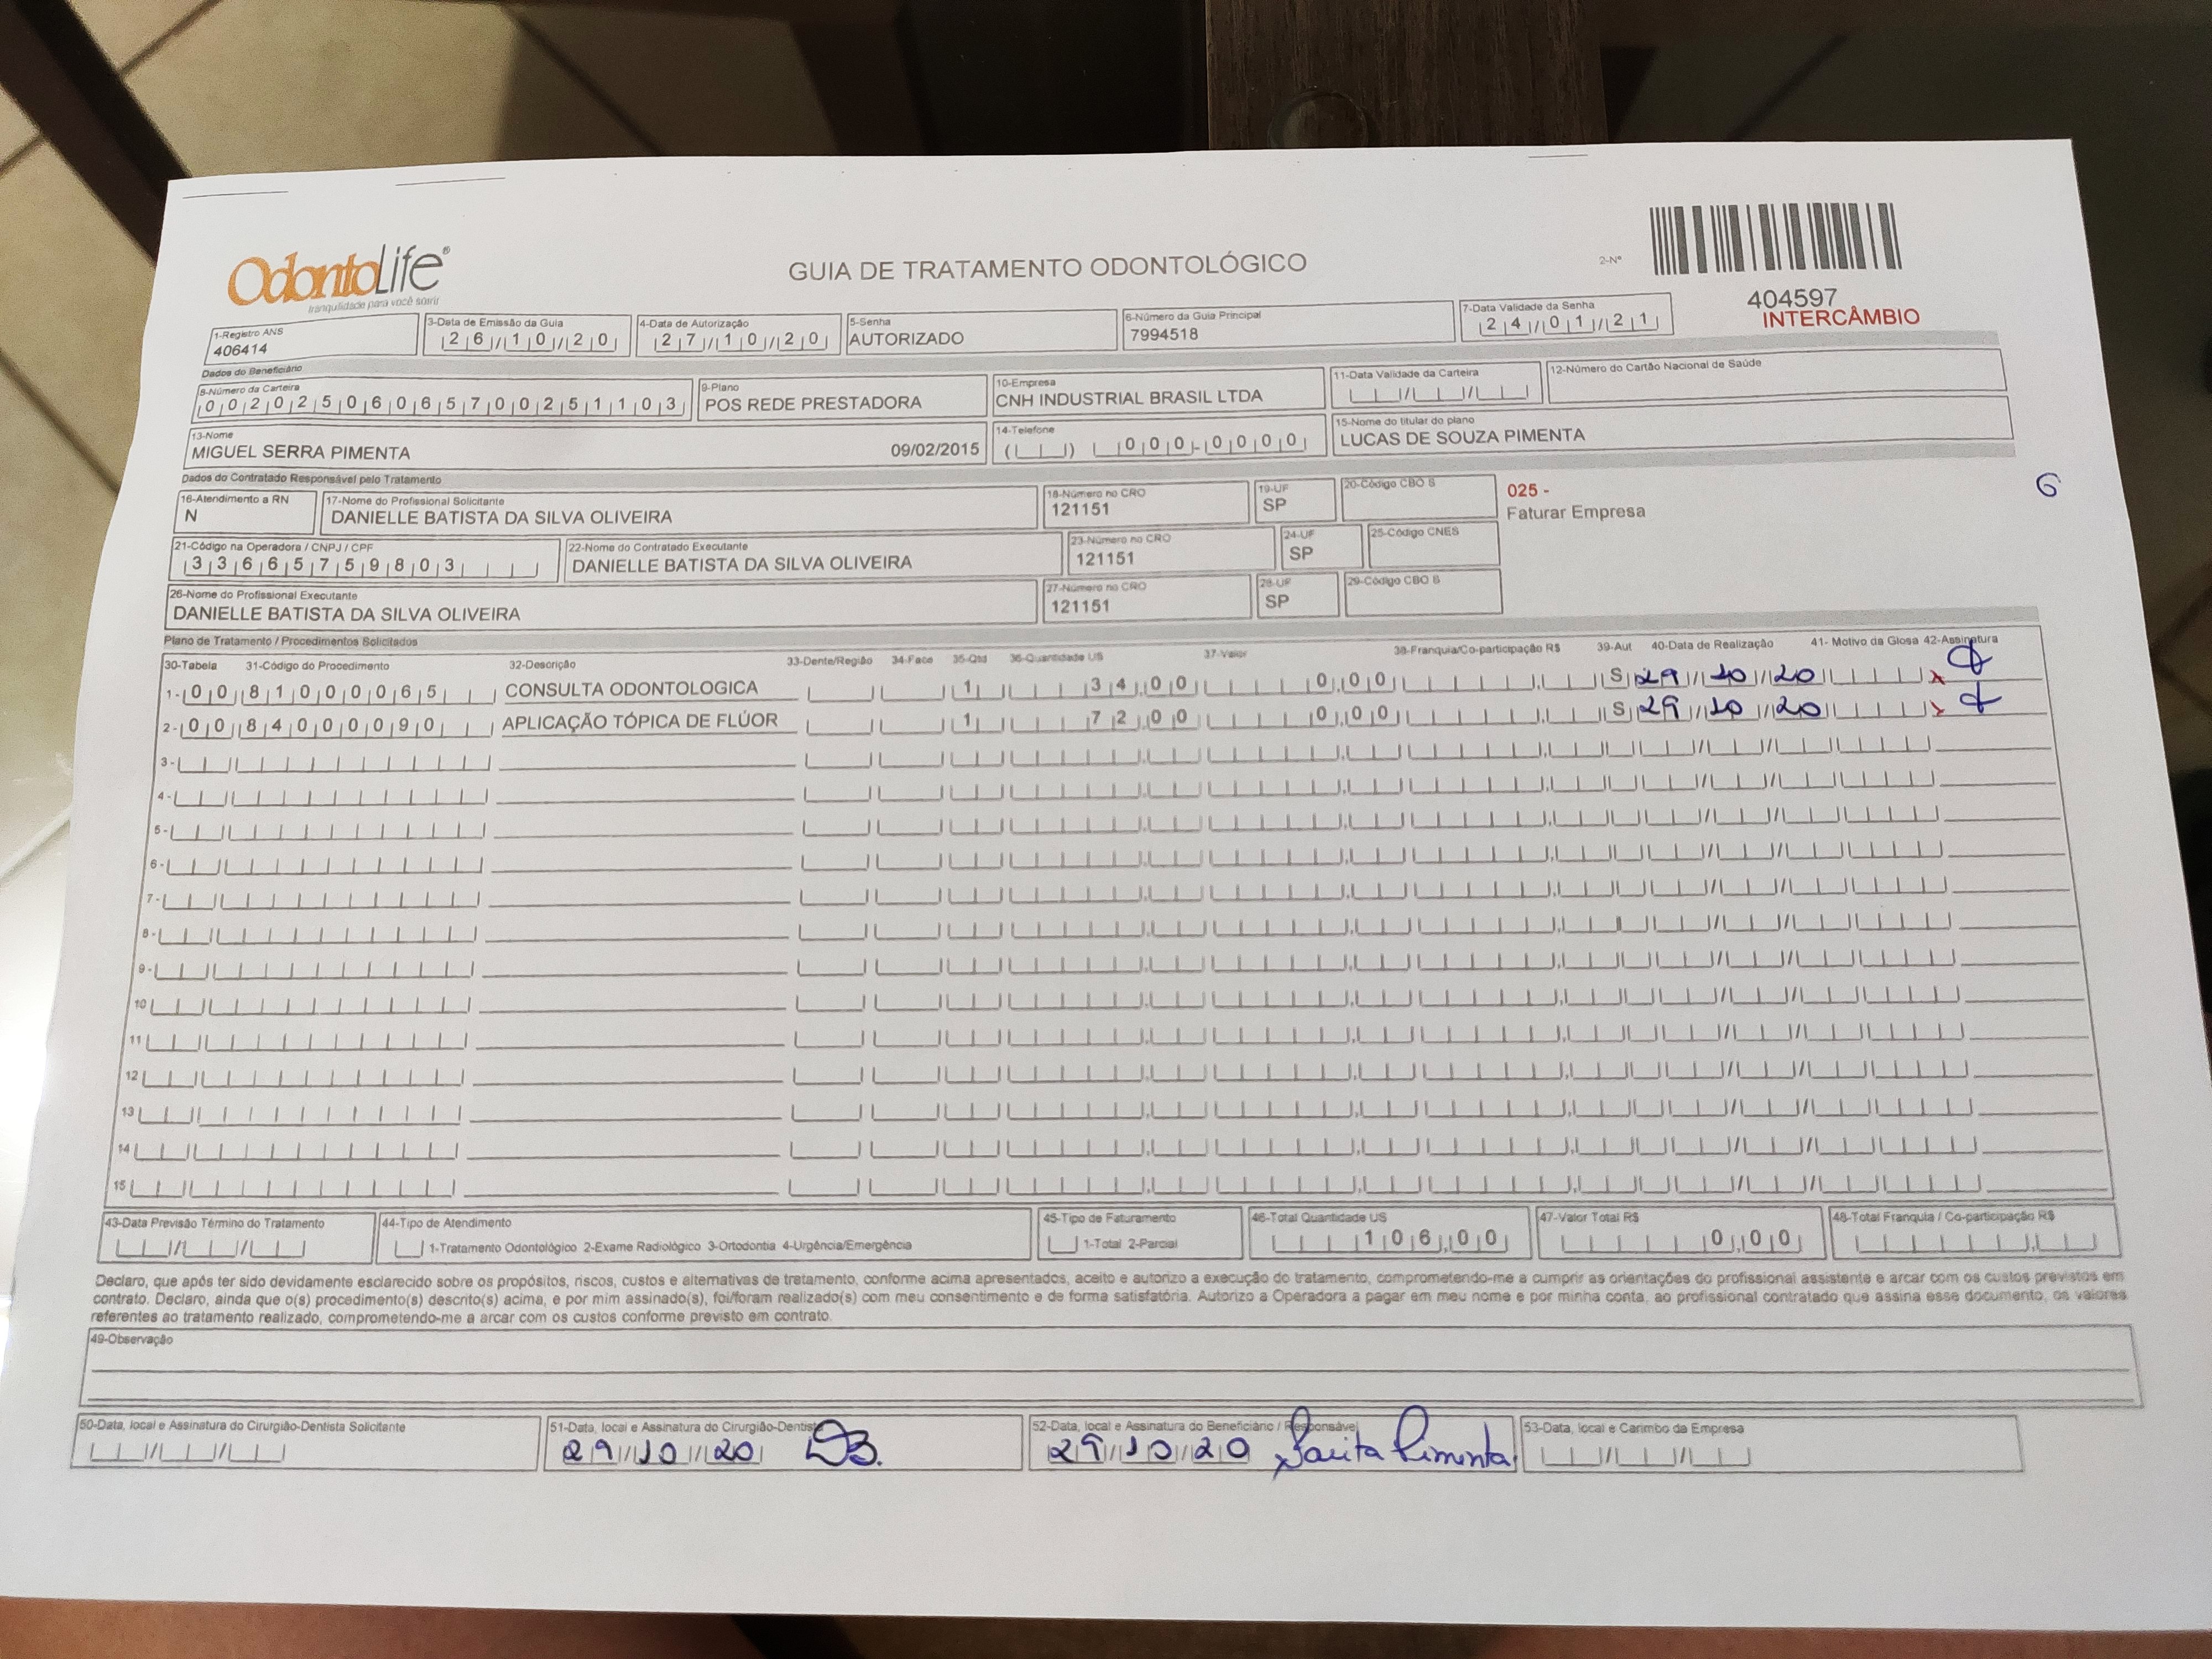 OdontoLife®
tranquilidade para você sorrir
GUIA DE TRATAMENTO ODONTOLÓGICO
2-Nº
404597
INTERCÂMBIO
1-Registro ANS
406414
3-Data de Emissão da Guia
26/10/20
4-Data de Autorização
27/10/20
5-Senha
AUTORIZADO
6-Número da Guia Principal
7994518
7-Data Validade da Senha
24/01/21
Dados do Beneficiário
8-Número da Carteira
00202506065700251103
9-Plano
POS REDE PRESTADORA
10-Empresa
CNH INDUSTRIAL BRASIL LTDA
11-Data Validade da Carteira
12-Número do Cartão Nacional de Saúde
13-Nome
MIGUEL SERRA PIMENTA 09/02/2015
14-Telefone
( ) 000-0000
15-Nome do titular do plano
LUCAS DE SOUZA PIMENTA
Dados do Contratado Responsável pelo Tratamento
16-Atendimento a RN
N
17-Nome do Profissional Solicitante
DANIELLE BATISTA DA SILVA OLIVEIRA
18-Número no CRO
121151
19-UF
SP
20-Código CBO S
025 -
Faturar Empresa
6
21-Código na Operadora / CNPJ / CPF
33665759803
22-Nome do Contratado Executante
DANIELLE BATISTA DA SILVA OLIVEIRA
23-Número no CRO
121151
24-UF
SP
25-Código CNES
26-Nome do Profissional Executante
DANIELLE BATISTA DA SILVA OLIVEIRA
27-Número no CRO
121151
28-UF
SP
29-Código CBO S
Plano de Tratamento / Procedimentos Solicitados
30-Tabela 31-Código do Procedimento 32-Descrição 33-Dente/Região 34-Face 35-Qtd 36-Quantidade US 37-Valor 38-Franquia/Co-participação R$ 39-Aut 40-Data de Realização 41- Motivo da Glosa 42-Assinatura
1- 00 81000065 CONSULTA ODONTOLOGICA 1 34,00 0,00 S 29/10/20 x
2- 00 84000090 APLICAÇÃO TÓPICA DE FLÚOR 1 72,00 0,00 S 29/10/20 x
3-
4-
5-
6-
7-
8-
9-
10
11
12
13
14
15
43-Data Previsão Término do Tratamento
44-Tipo de Atendimento
1-Tratamento Odontológico 2-Exame Radiológico 3-Ortodontia 4-Urgência/Emergência
45-Tipo de Faturamento
1-Total 2-Parcial
46-Total Quantidade US
106,00
47-Valor Total R$
0,00
48-Total Franquia / Co-participação R$
Declaro, que após ter sido devidamente esclarecido sobre os propósitos, riscos, custos e alternativas de tratamento, conforme acima apresentados, aceito e autorizo a execução do tratamento, comprometendo-me a cumprir as orientações do profissional assistente e arcar com os custos previstos em
contrato. Declaro, ainda que o(s) procedimento(s) descrito(s) acima, e por mim assinado(s), foi/foram realizado(s) com meu consentimento e de forma satisfatória. Autorizo a Operadora a pagar em meu nome e por minha conta, ao profissional contratado que assina esse documento, os valores
referentes ao tratamento realizado, comprometendo-me a arcar com os custos conforme previsto em contrato.
49-Observação
50-Data, local e Assinatura do Cirurgião-Dentista Solicitante
51-Data, local e Assinatura do Cirurgião-Dentista
29/10/20
52-Data, local e Assinatura do Beneficiário / Responsável
29/10/20 x Sarita Pimenta
53-Data, local e Carimbo da Empresa